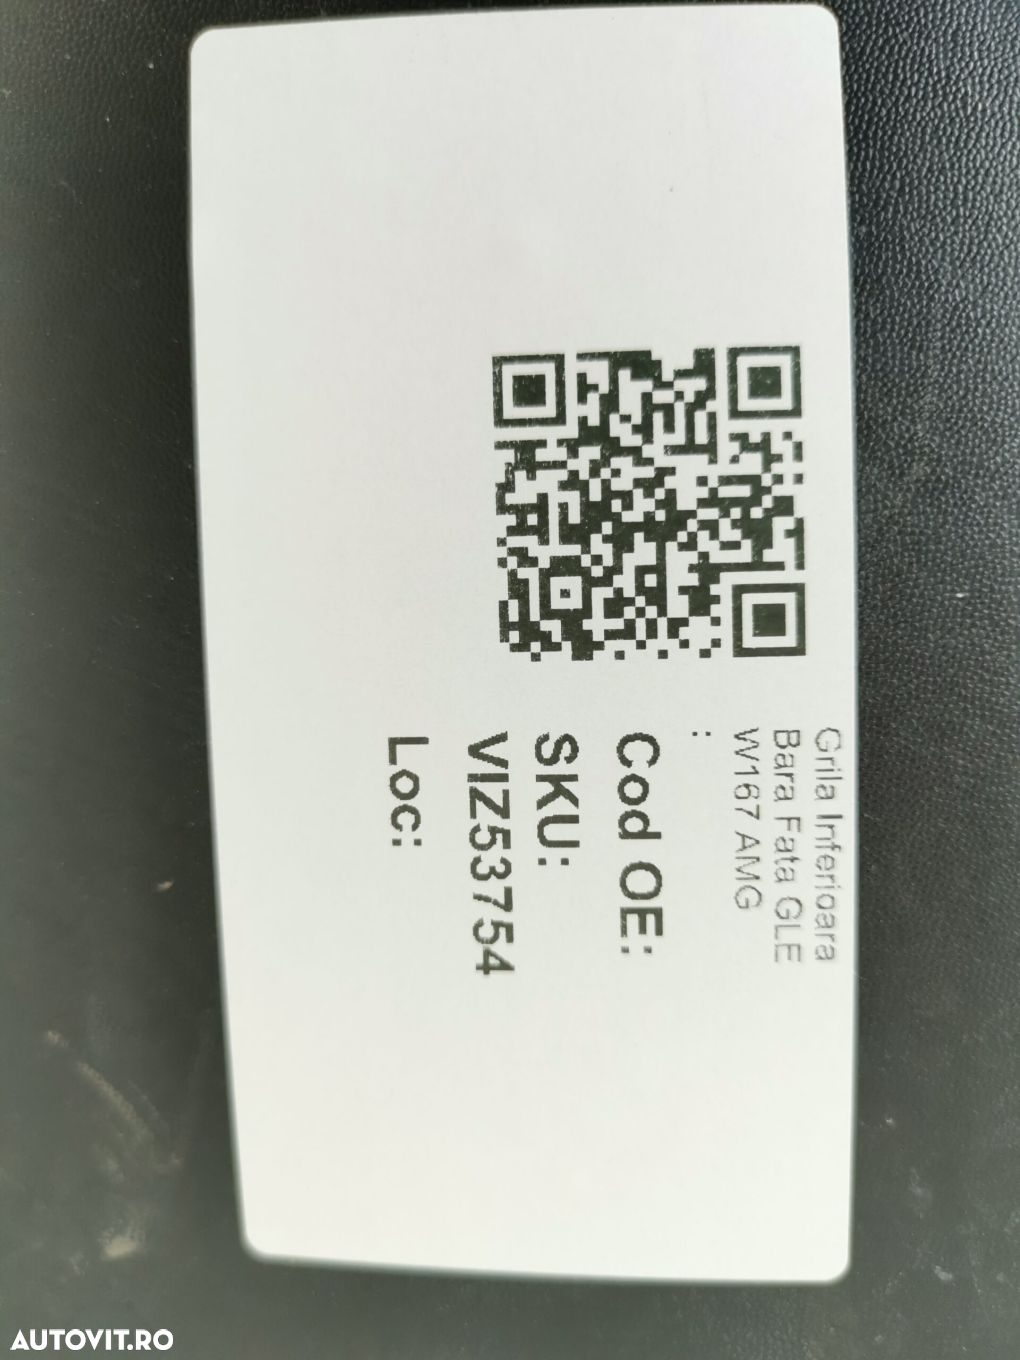 Grila Inferioara
Bara Fata GLE
W167 AMG
:
Cod OE:
SKU:
VIZ53754
Loc:
AUTOVIT.RO